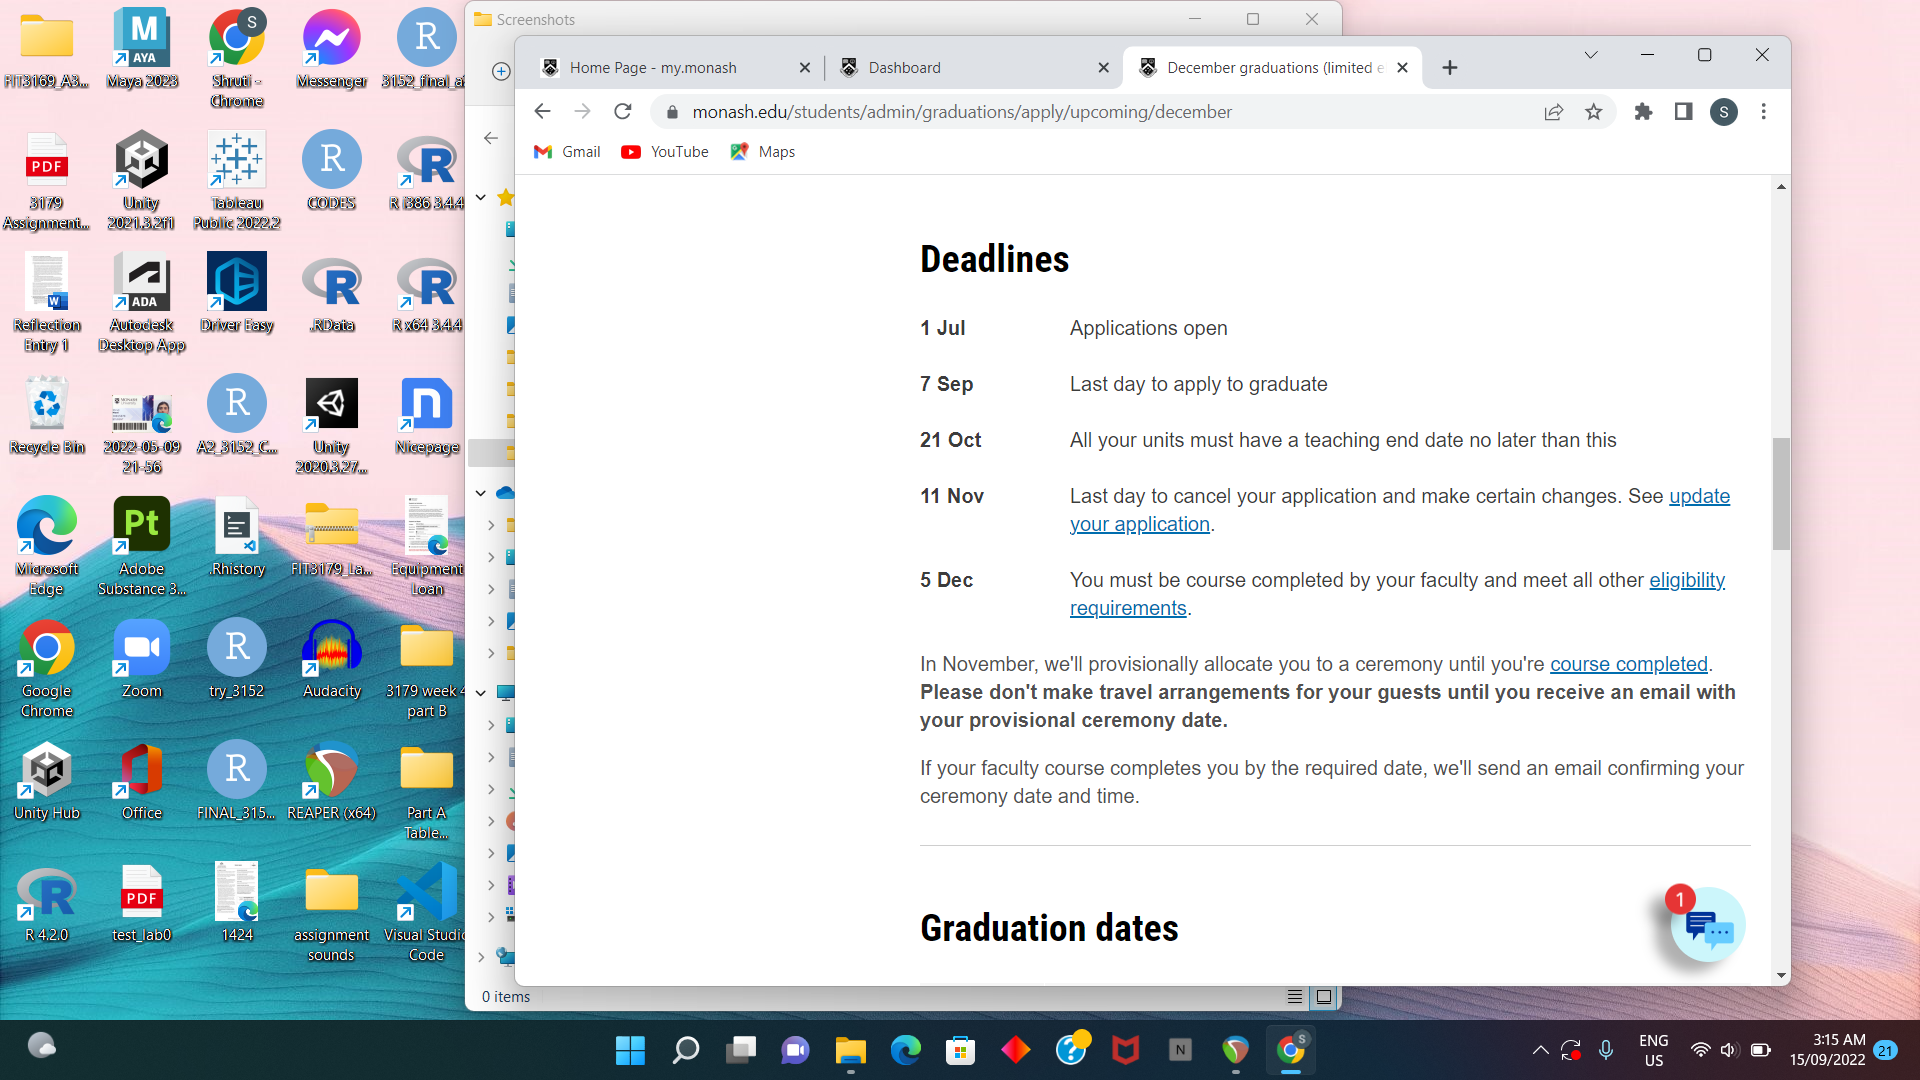 FIT3169_A3...
Maya 2023
Shruti -
Chrome
Messenger
3152_final_a
3179
Assignment...
Unity
2021.3.2f1
Tableau
Public 2022.2
CODES
R i386 3.4.4
Reflection
Entry 1
Autodesk
Desktop App
Driver Easy
.RData
R x64 3.4.4
Recycle Bin
2022-05-09
21-56
A2_3152_C...
Unity
2020.3.27...
Nicepage
Microsoft
Edge
Adobe
Substance 3...
.Rhistory
FIT3179_La...
Equipment
Loan
Google
Chrome
Zoom
try_3152
Audacity
3179 week 4
part B
Unity Hub
Office
FINAL_315...
REAPER (x64)
Part A
Table...
R 4.2.0
test_lab0
1424
assignment
sounds
Visual Studio
Code
Screenshots
Home Page - my.monash
Dashboard
December graduations (limited e
monash.edu/students/admin/graduations/apply/upcoming/december
S
Gmail
YouTube
Maps
Deadlines
1 Jul Applications open
7 Sep Last day to apply to graduate
21 Oct All your units must have a teaching end date no later than this
11 Nov Last day to cancel your application and make certain changes. See update
your application.
5 Dec You must be course completed by your faculty and meet all other eligibility
requirements.
In November, we'll provisionally allocate you to a ceremony until you're course completed.
Please don't make travel arrangements for your guests until you receive an email with
your provisional ceremony date.
If your faculty course completes you by the required date, we'll send an email confirming your
ceremony date and time.
Graduation dates
1
0 items
ENG
US
3:15 AM
15/09/2022
21